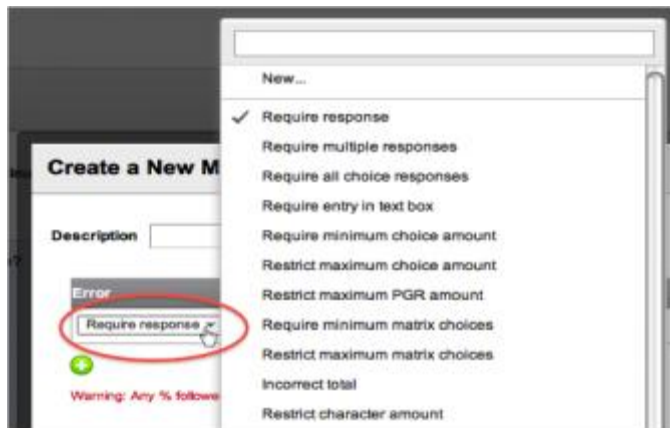 New...
✓ Require response
Require multiple responses
Require all choice responses
Create a New M
Require entry in text box
Description
Require minimum choice amount
Restrict maximum choice amount
Error
Restrict maximum PGR amount
Require response
Require minimum matrix choices
Restrict maximum matrix choices
Incorrect total
Warning: Any % followe
Restrict character amount